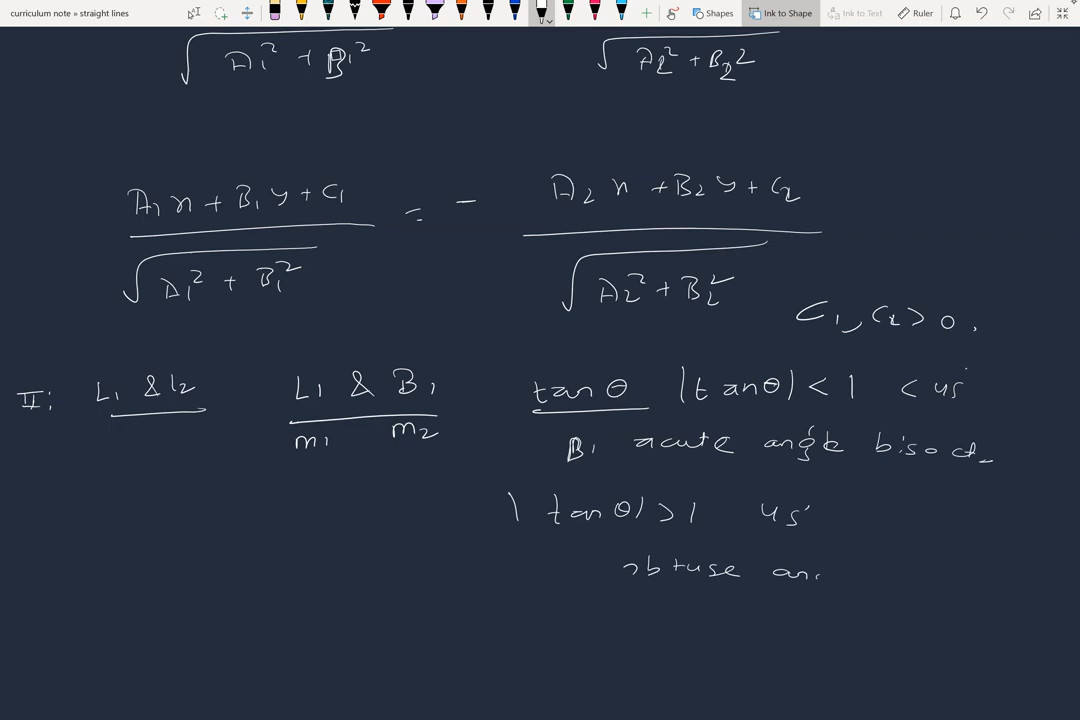 curriculum note » straight lines
Shapes Ink to Shape Ink to Text Ruler
√(A₁² + B₁²) √(A₂² + B₂²)
(A₁x + B₁y + C₁)/√(A₁² + B₁²) = - (A₂x + B₂y + C₂)/√(A₂² + B₂²)
C₁, C₂ > 0.
II: L₁ & L₂ L₁ & B₁ tan θ |tan θ| < 1 < 45°
m₁ m₂ B₁ acute angle bisect
|tan θ| > 1 45°
obtuse an